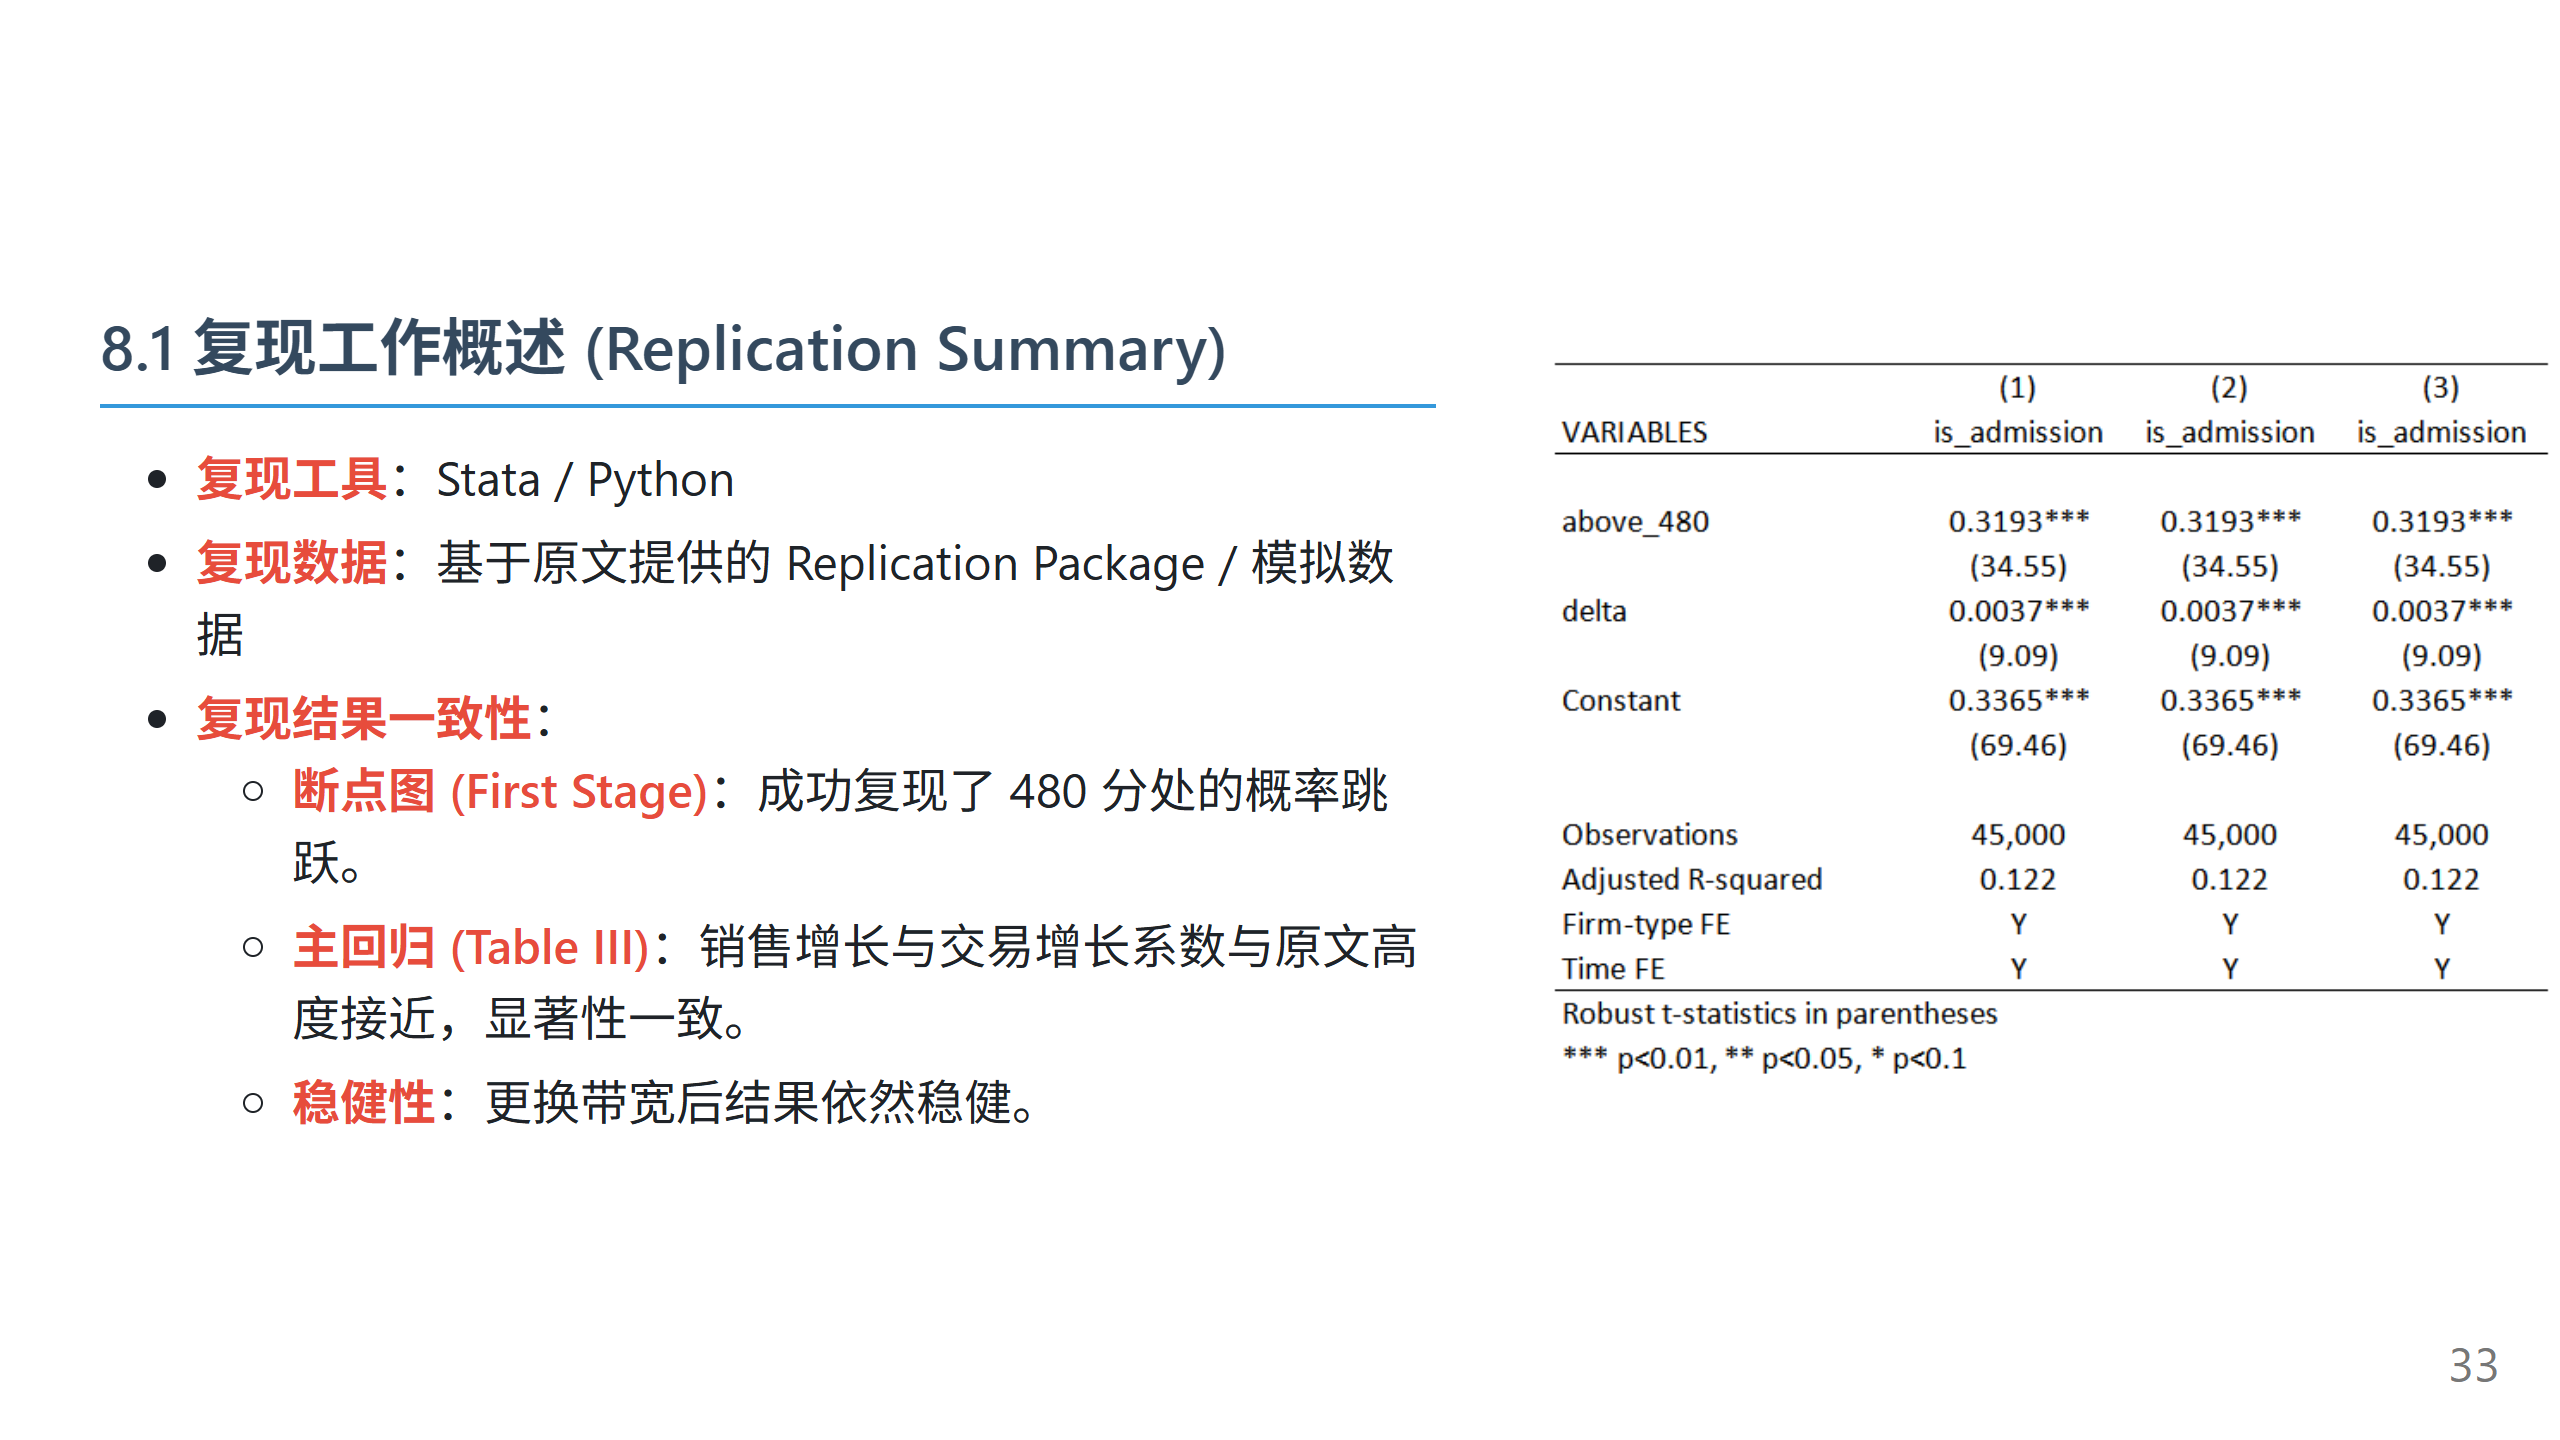 8.1 复现工作概述 (Replication Summary)
• 复现工具：Stata / Python
• 复现数据：基于原文提供的 Replication Package / 模拟数
据
• 复现结果一致性：
○ 断点图 (First Stage)：成功复现了 480 分处的概率跳
跃。
○ 主回归 (Table III)：销售增长与交易增长系数与原文高
度接近，显著性一致。
○ 稳健性：更换带宽后结果依然稳健。
(1) (2) (3)
VARIABLES is_admission is_admission is_admission
above_480 0.3193*** 0.3193*** 0.3193***
(34.55) (34.55) (34.55)
delta 0.0037*** 0.0037*** 0.0037***
(9.09) (9.09) (9.09)
Constant 0.3365*** 0.3365*** 0.3365***
(69.46) (69.46) (69.46)
Observations 45,000 45,000 45,000
Adjusted R-squared 0.122 0.122 0.122
Firm-type FE Y Y Y
Time FE Y Y Y
Robust t-statistics in parentheses
*** p<0.01, ** p<0.05, * p<0.1
33